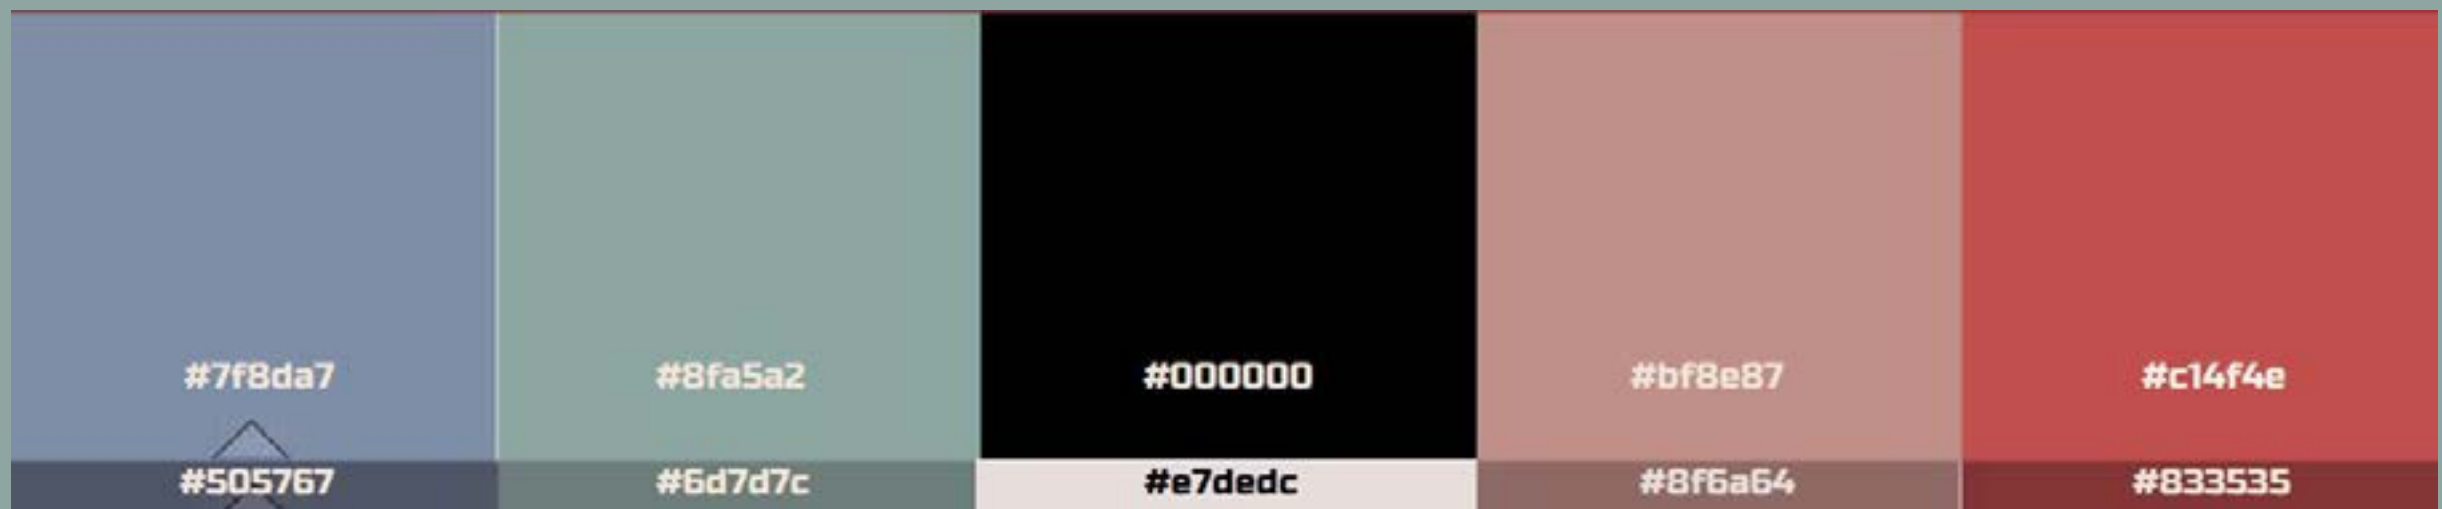 #7f8da7 #8fa5a2 #000000 #bf8e87 #c14f4e
#505767 #6d7d7c #e7dedc #8f6a64 #833535